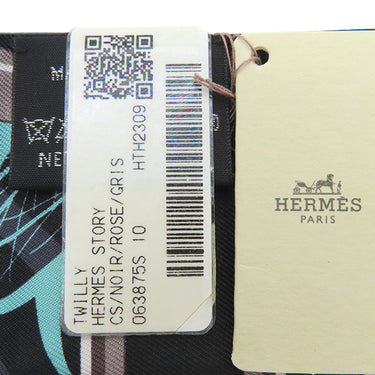 TWILLY
HERMES STORY
CS/NOIR/ROSE/GRIS
063875S 10
HTH2309
HERMÈS
PARIS